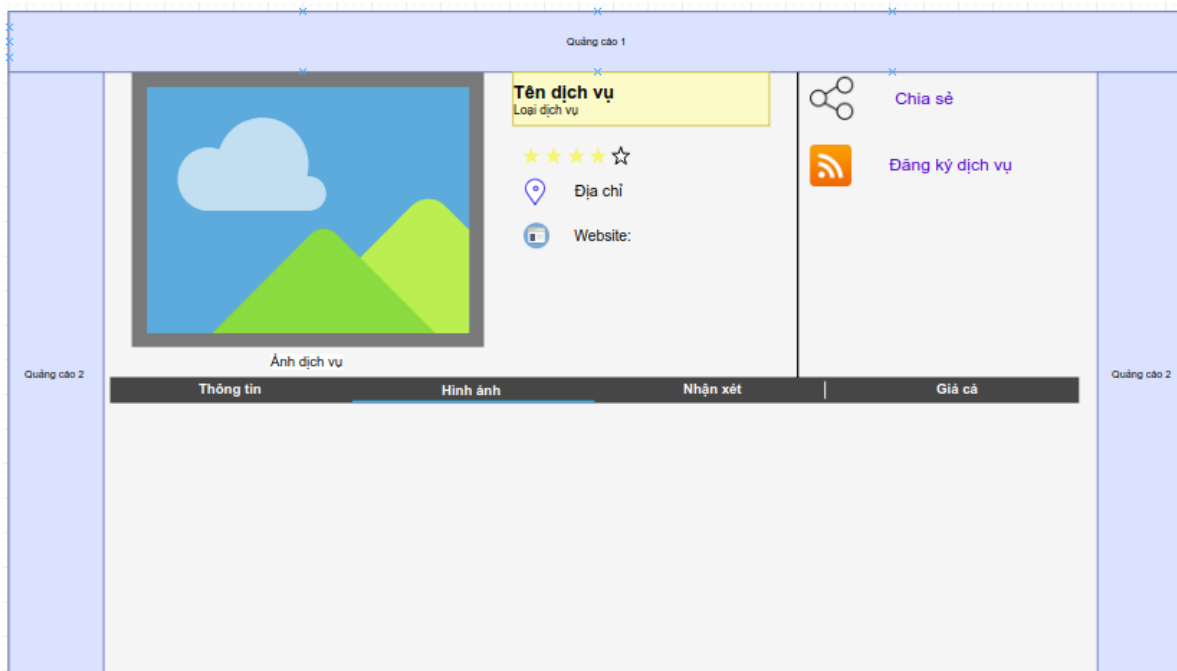 Quảng cáo 1
Tên dịch vụ
Loại dịch vụ
Địa chỉ
Website:
Chia sẻ
Đăng ký dịch vụ
Ảnh dịch vụ
Quảng cáo 2
Quảng cáo 2
Thông tin
Hình ảnh
Nhận xét
Giá cả